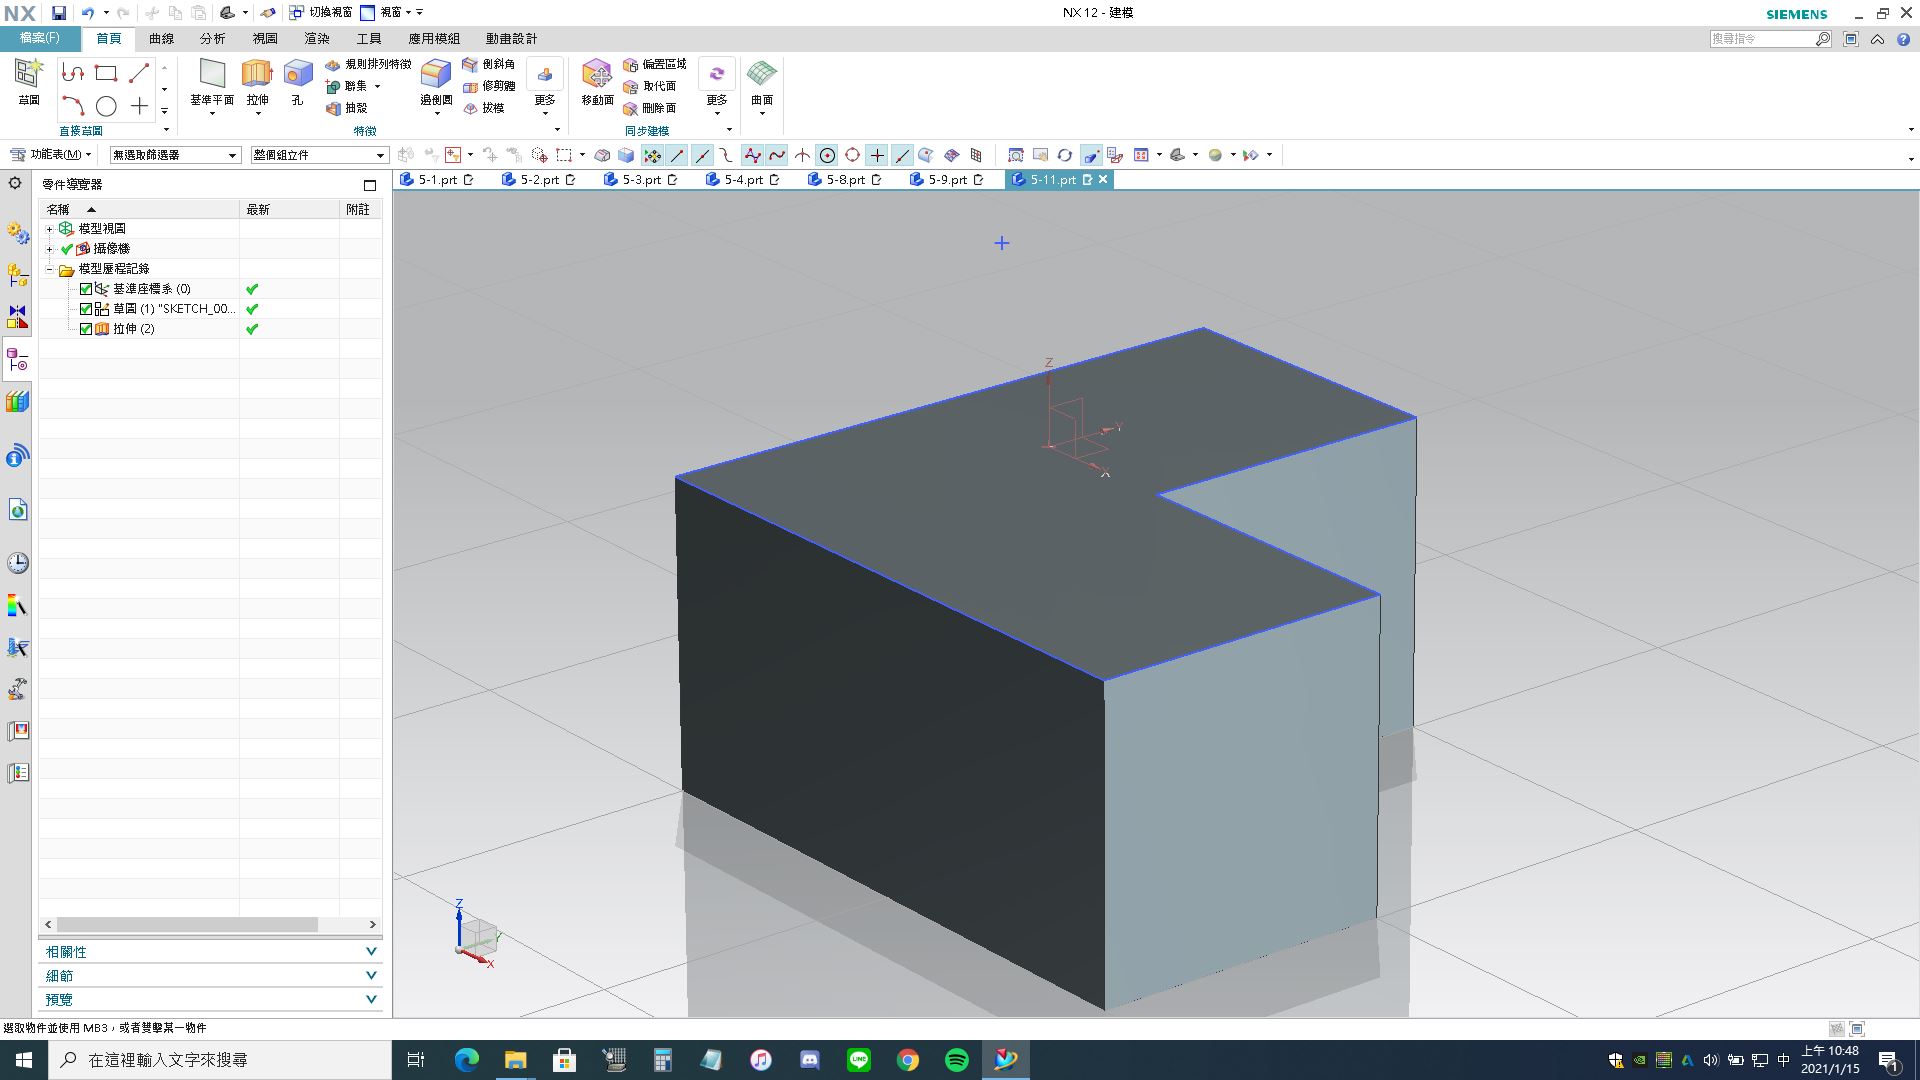 NX
切換視窗
視窗
NX 12 - 建模
SIEMENS
檔案(F)
首頁
曲線
分析
視圖
渲染
工具
應用模組
動畫設計
搜尋指令
草圖
直接草圖
基準平面
拉伸
孔
規則排列特徵
聯集
抽殼
邊倒圓
倒斜角
修剪體
拔模
更多
特徵
移動面
偏置區域
取代面
刪除面
更多
同步建模
曲面
功能表(M)
無選取篩選器
整個組立件
零件導覽器
5-1.prt
5-2.prt
5-3.prt
5-4.prt
5-8.prt
5-9.prt
5-11.prt
名稱
最新
附註
模型視圖
攝像機
模型歷程記錄
基準座標系 (0)
草圖 (1) "SKETCH_00...
拉伸 (2)
Z
Y
X
Z
Y
X
相關性
細節
預覽
選取物件並使用 MB3，或者雙擊某一物件
在這裡輸入文字來搜尋
LINE
中
上午 10:48
2021/1/15
1